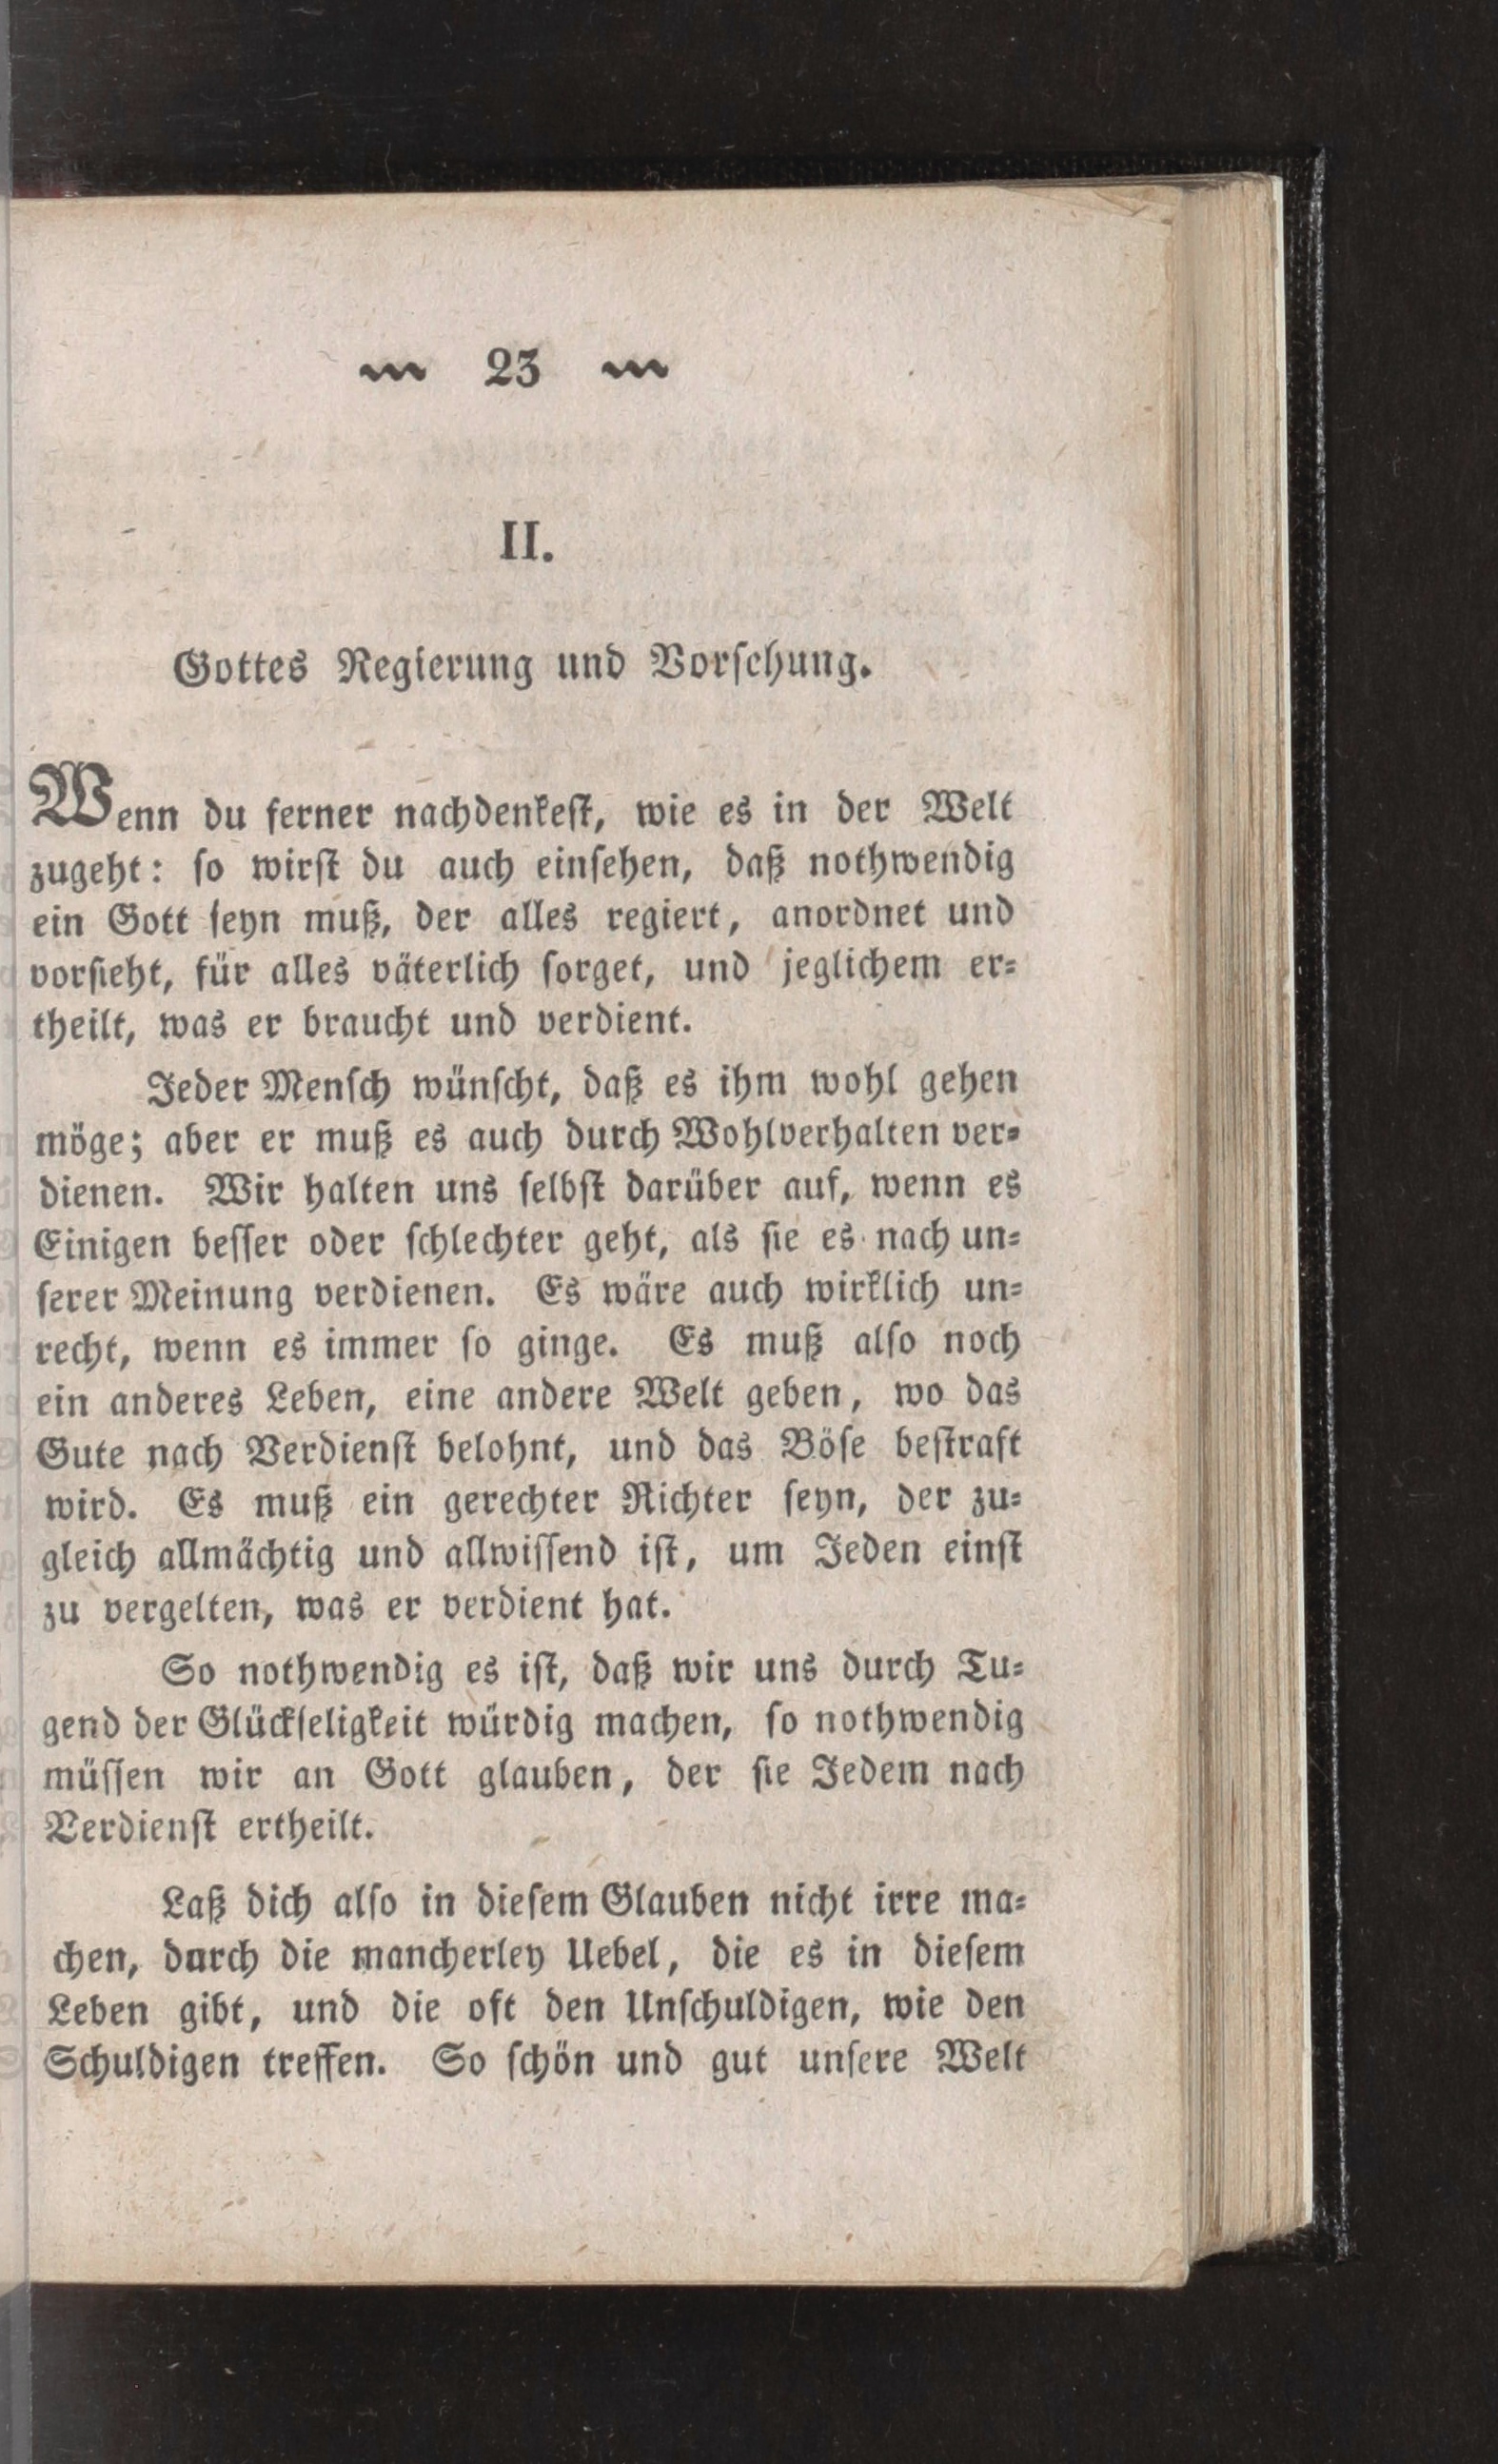 23
II.
Gottes Regierung und Vorsehung.
Wenn du ferner nachdenkest, wie es in der Welt
zugeht: so wirst du auch einsehen, daß nothwendig
ein Gott seyn muß, der alles regiert, anordnet und
vorsieht, für alles väterlich sorget, und jeglichem er-
theilt, was er braucht und verdient.
Jeder Mensch wünscht, daß es ihm wohl gehen
möge; aber er muß es auch durch Wohlverhalten ver-
dienen. Wir halten uns selbst darüber auf, wenn es
Einigen besser oder schlechter geht, als sie es nach un-
serer Meinung verdienen. Es wäre auch wirklich un-
recht, wenn es immer so ginge. Es muß also noch
ein anderes Leben, eine andere Welt geben, wo das
Gute nach Verdienst belohnt, und das Böse bestraft
wird. Es muß ein gerechter Richter seyn, der zu-
gleich allmächtig und allwissend ist, um Jeden einst
zu vergelten, was er verdient hat.
So nothwendig es ist, daß wir uns durch Tu-
gend der Glückseligkeit würdig machen, so nothwendig
müssen wir an Gott glauben, der sie Jedem nach
Verdienst ertheilt.
Laß dich also in diesem Glauben nicht irre ma-
chen, durch die mancherley Uebel, die es in diesem
Leben gibt, und die oft den Unschuldigen, wie den
Schuldigen treffen. So schön und gut unsere Welt